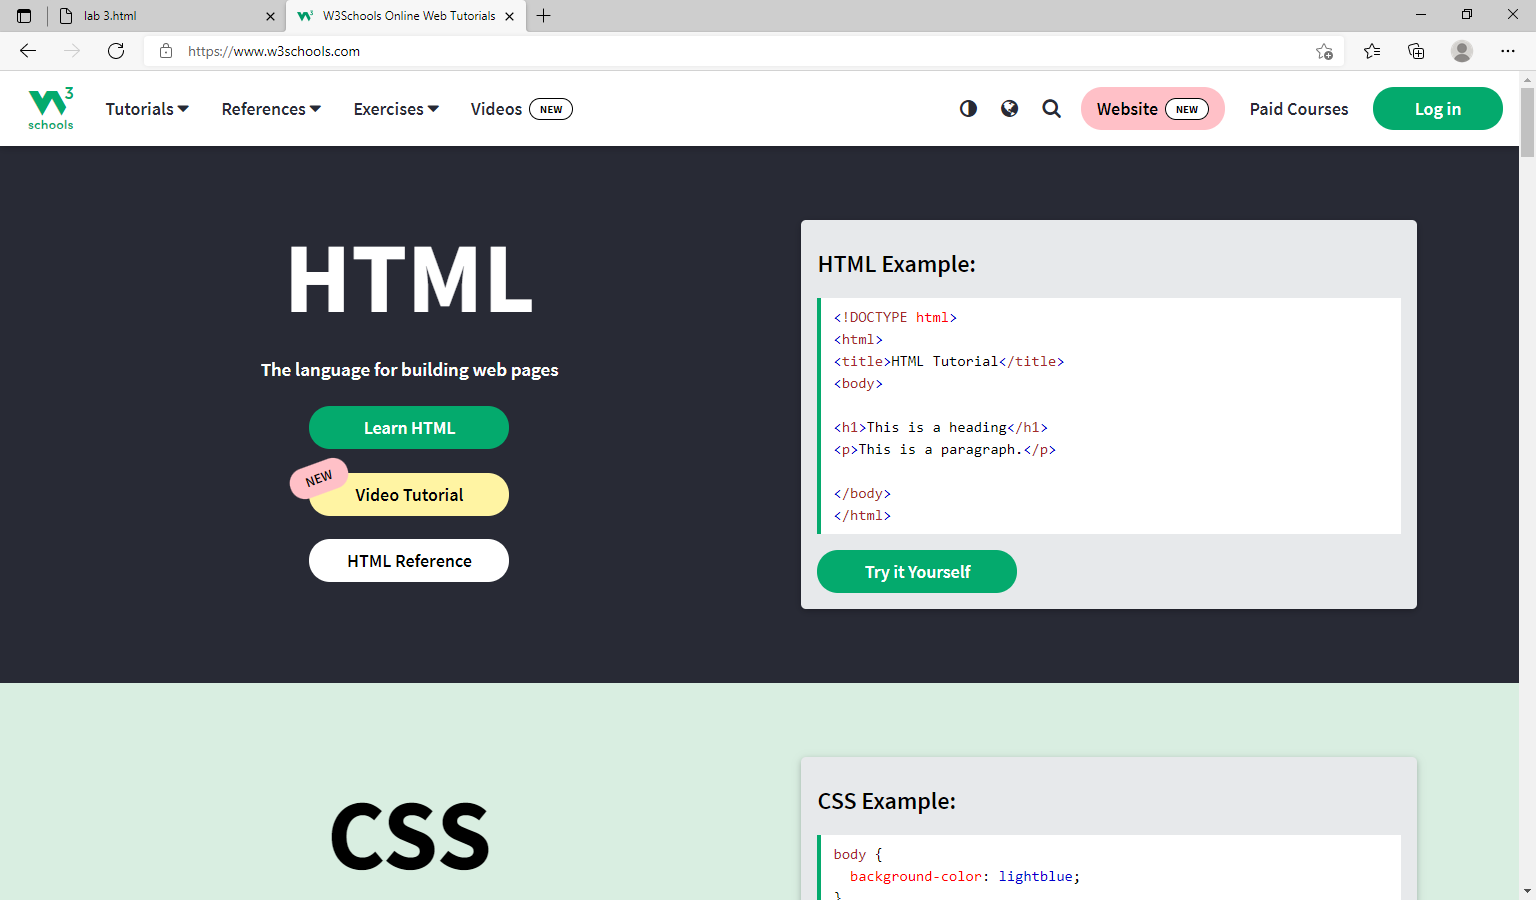 lab 3.html
W3Schools Online Web Tutorials
https://www.w3schools.com
W3 schools
Tutorials
References
Exercises
Videos NEW
Website NEW
Paid Courses
Log in
HTML
The language for building web pages
Learn HTML
NEW
Video Tutorial
HTML Reference
HTML Example:
<!DOCTYPE html>
<html>
<title>HTML Tutorial</title>
<body>
<h1>This is a heading</h1>
<p>This is a paragraph.</p>
</body>
</html>
Try it Yourself
CSS
CSS Example:
body {
background-color: lightblue;
}